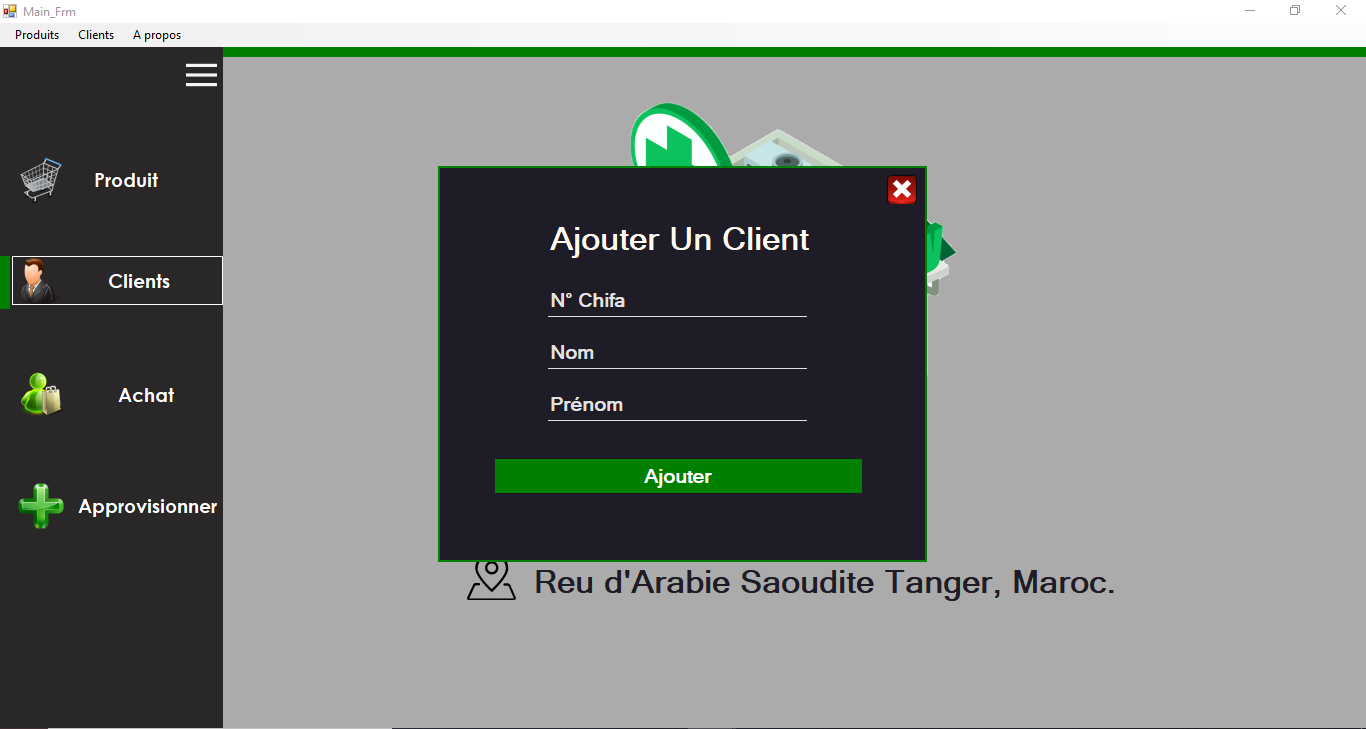 Main_Frm
Produits Clients A propos
Produit
Clients
Achat
Approvisionner
Ajouter Un Client
N° Chifa
Nom
Prénom
Ajouter
Reu d'Arabie Saoudite Tanger, Maroc.